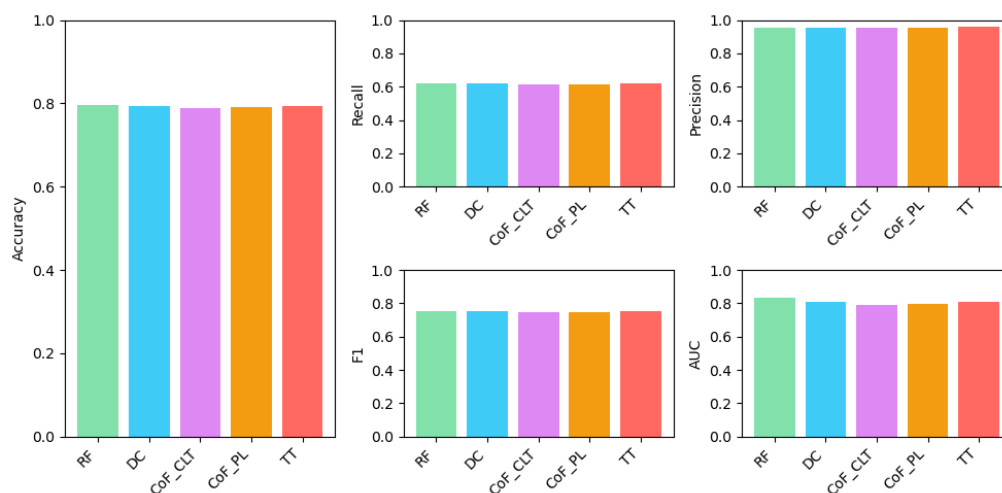 Accuracy
1.0
0.8
0.6
0.4
0.2
0.0
RF
DC
CoF_CLT
CoF_PL
TT
Recall
1.0
0.8
0.6
0.4
0.2
0.0
RF
DC
CoF_CLT
CoF_PL
TT
Precision
1.0
0.8
0.6
0.4
0.2
0.0
RF
DC
CoF_CLT
CoF_PL
TT
F1
1.0
0.8
0.6
0.4
0.2
0.0
RF
DC
CoF_CLT
CoF_PL
TT
AUC
1.0
0.8
0.6
0.4
0.2
0.0
RF
DC
CoF_CLT
CoF_PL
TT